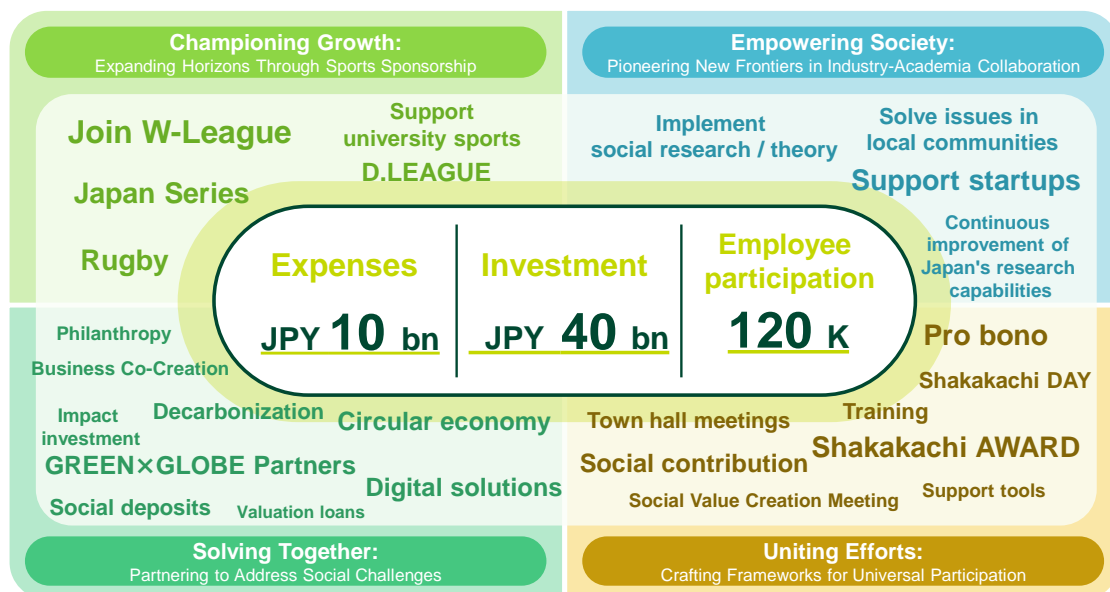 Championing Growth:
Expanding Horizons Through Sports Sponsorship
Join W-League
Support
university sports
D.LEAGUE
Japan Series
Rugby
Empowering Society:
Pioneering New Frontiers in Industry-Academia Collaboration
Implement
social research / theory
Solve issues in
local communities
Support startups
Continuous
improvement of
Japan's research
capabilities
Expenses
JPY 10 bn
Investment
JPY 40 bn
Employee
participation
120 K
Philanthropy
Business Co-Creation
Impact
investment
Decarbonization
Circular economy
GREEN×GLOBE Partners
Digital solutions
Social deposits
Valuation loans
Solving Together:
Partnering to Address Social Challenges
Pro bono
Shakakachi DAY
Town hall meetings
Training
Shakakachi AWARD
Social contribution
Social Value Creation Meeting
Support tools
Uniting Efforts:
Crafting Frameworks for Universal Participation